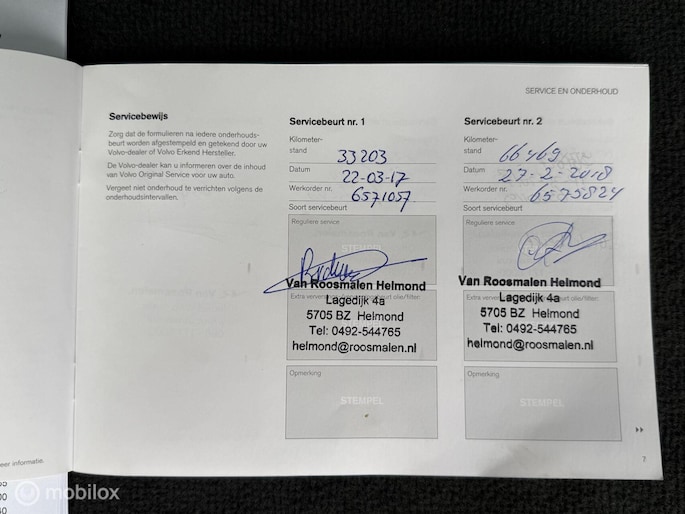 SERVICE EN ONDERHOUD
Servicebewijs
Zorg dat de formulieren na iedere onderhouds-
beurt worden afgestempeld en getekend door uw
Volvo-dealer of Volvo Erkend Hersteller.
De Volvo-dealer kan u informeren over de inhoud
van Volvo Original Service voor uw auto.
Vergeet niet onderhoud te verrichten volgens de
onderhoudsintervallen.
Servicebeurt nr. 1
Kilometer-
stand 33203
Datum 22-03-17
Werkorder nr. 6571057
Soort servicebeurt
Reguliere service
STEMPEL
Van Roosmalen Helmond
Lagedijk 4a
5705 BZ Helmond
Tel: 0492-544765
helmond@roosmalen.nl
Opmerking
STEMPEL
Servicebeurt nr. 2
Kilometer-
stand 66469
Datum 27-2-2018
Werkorder nr. 6575824
Soort servicebeurt
Reguliere service
Van Roosmalen Helmond
Lagedijk 4a
5705 BZ Helmond
Tel: 0492-544765
helmond@roosmalen.nl
Opmerking
STEMPEL
7
eer informatie.
00
40
mobilox